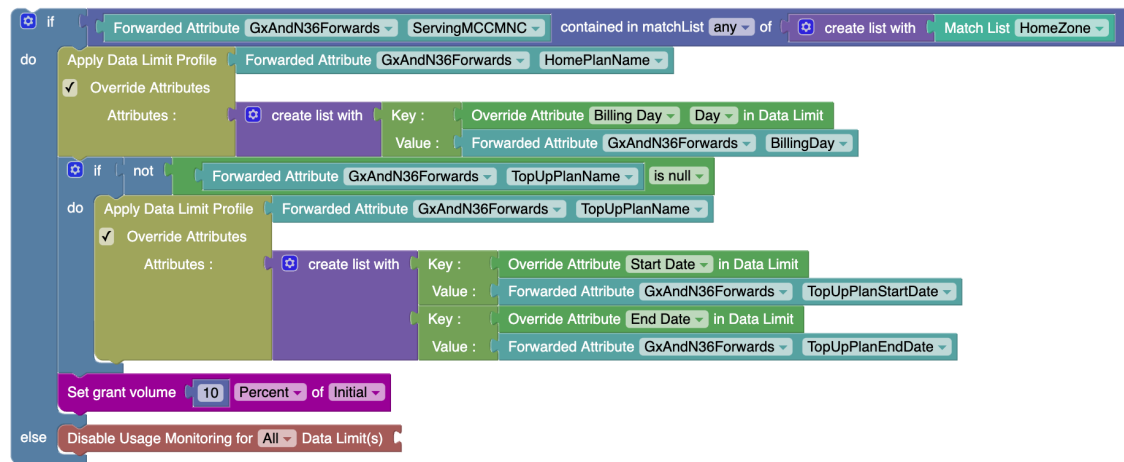 if Forwarded Attribute GxAndN36Forwards ServingMCCMNC contained in matchList any of create list with Match List HomeZone
do Apply Data Limit Profile Forwarded Attribute GxAndN36Forwards HomePlanName
✓ Override Attributes
Attributes : create list with Key : Override Attribute Billing Day Day in Data Limit
Value : Forwarded Attribute GxAndN36Forwards BillingDay
if not Forwarded Attribute GxAndN36Forwards TopUpPlanName is null
do Apply Data Limit Profile Forwarded Attribute GxAndN36Forwards TopUpPlanName
✓ Override Attributes
Attributes : create list with Key : Override Attribute Start Date in Data Limit
Value : Forwarded Attribute GxAndN36Forwards TopUpPlanStartDate
Key : Override Attribute End Date in Data Limit
Value : Forwarded Attribute GxAndN36Forwards TopUpPlanEndDate
Set grant volume 10 Percent of Initial
else Disable Usage Monitoring for All Data Limit(s)